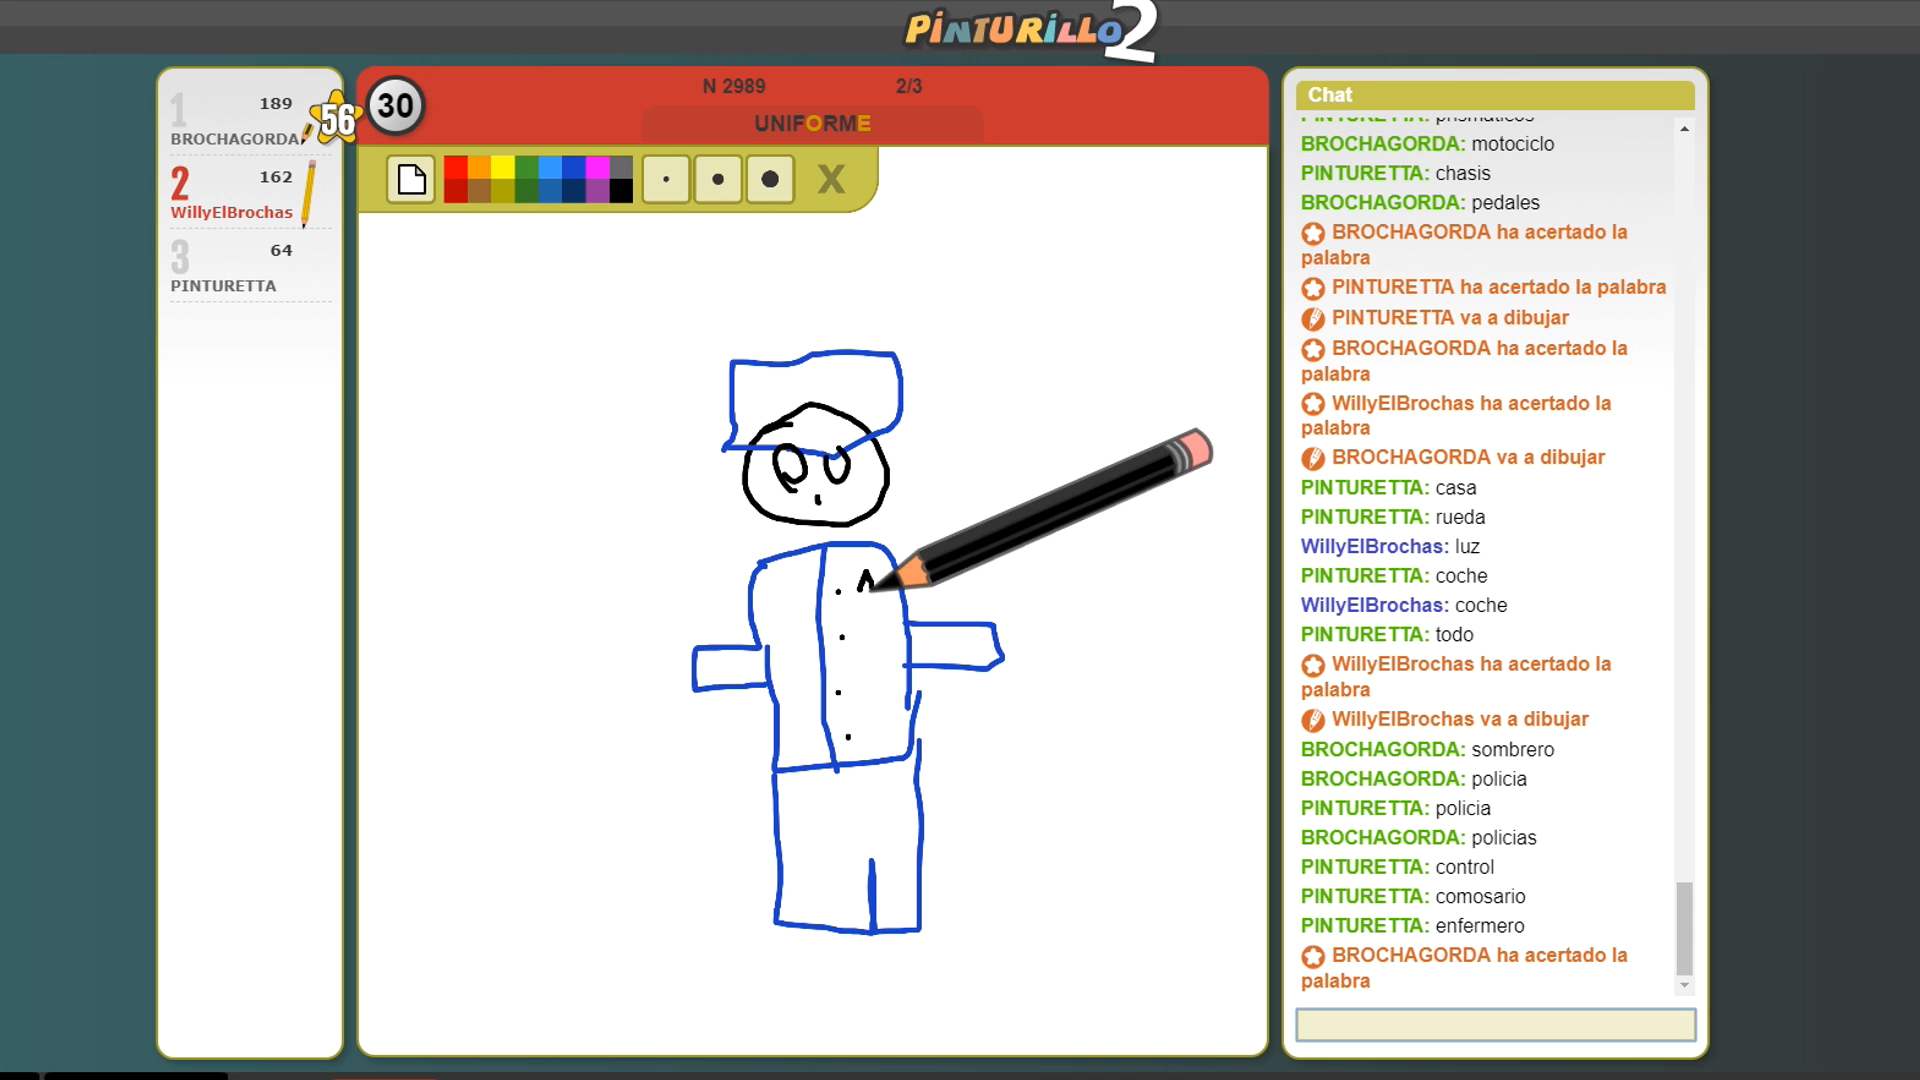 PiNTURiLLo2
1 189
BROCHAGORDA 56
2 162
WillyElBrochas
3 64
PINTURETTA
30
N 2989 2/3
UNIFORME
X
Chat
PINTURETTA: prismaticos
BROCHAGORDA: motociclo
PINTURETTA: chasis
BROCHAGORDA: pedales
BROCHAGORDA ha acertado la
palabra
PINTURETTA ha acertado la palabra
PINTURETTA va a dibujar
BROCHAGORDA ha acertado la
palabra
WillyElBrochas ha acertado la
palabra
BROCHAGORDA va a dibujar
PINTURETTA: casa
PINTURETTA: rueda
WillyElBrochas: luz
PINTURETTA: coche
WillyElBrochas: coche
PINTURETTA: todo
WillyElBrochas ha acertado la
palabra
WillyElBrochas va a dibujar
BROCHAGORDA: sombrero
BROCHAGORDA: policia
PINTURETTA: policia
BROCHAGORDA: policias
PINTURETTA: control
PINTURETTA: comosario
PINTURETTA: enfermero
BROCHAGORDA ha acertado la
palabra